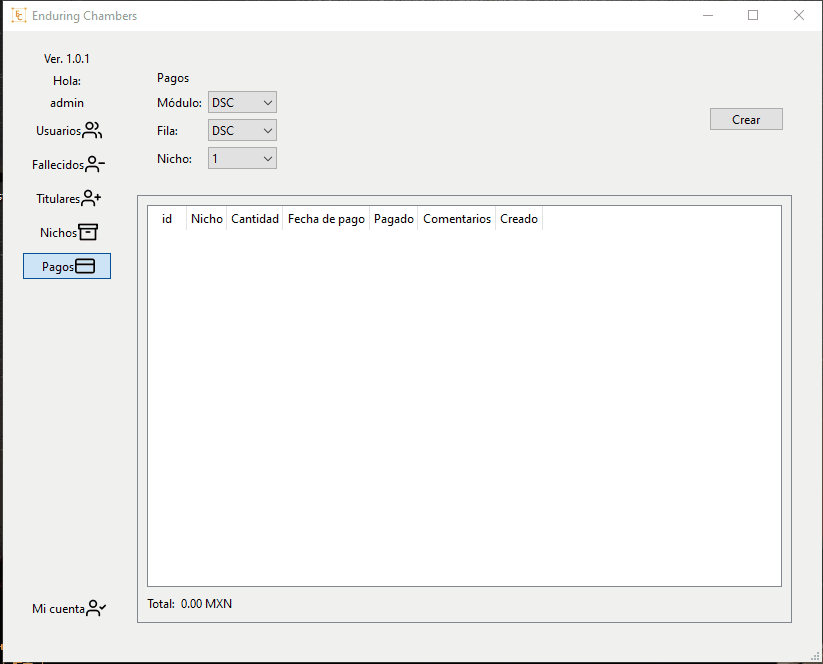 Enduring Chambers
Ver. 1.0.1
Hola:
admin
Usuarios
Fallecidos
Titulares
Nichos
Pagos
Mi cuenta
Pagos
Módulo: DSC
Fila: DSC
Nicho: 1
Crear
id Nicho Cantidad Fecha de pago Pagado Comentarios Creado
Total: 0.00 MXN